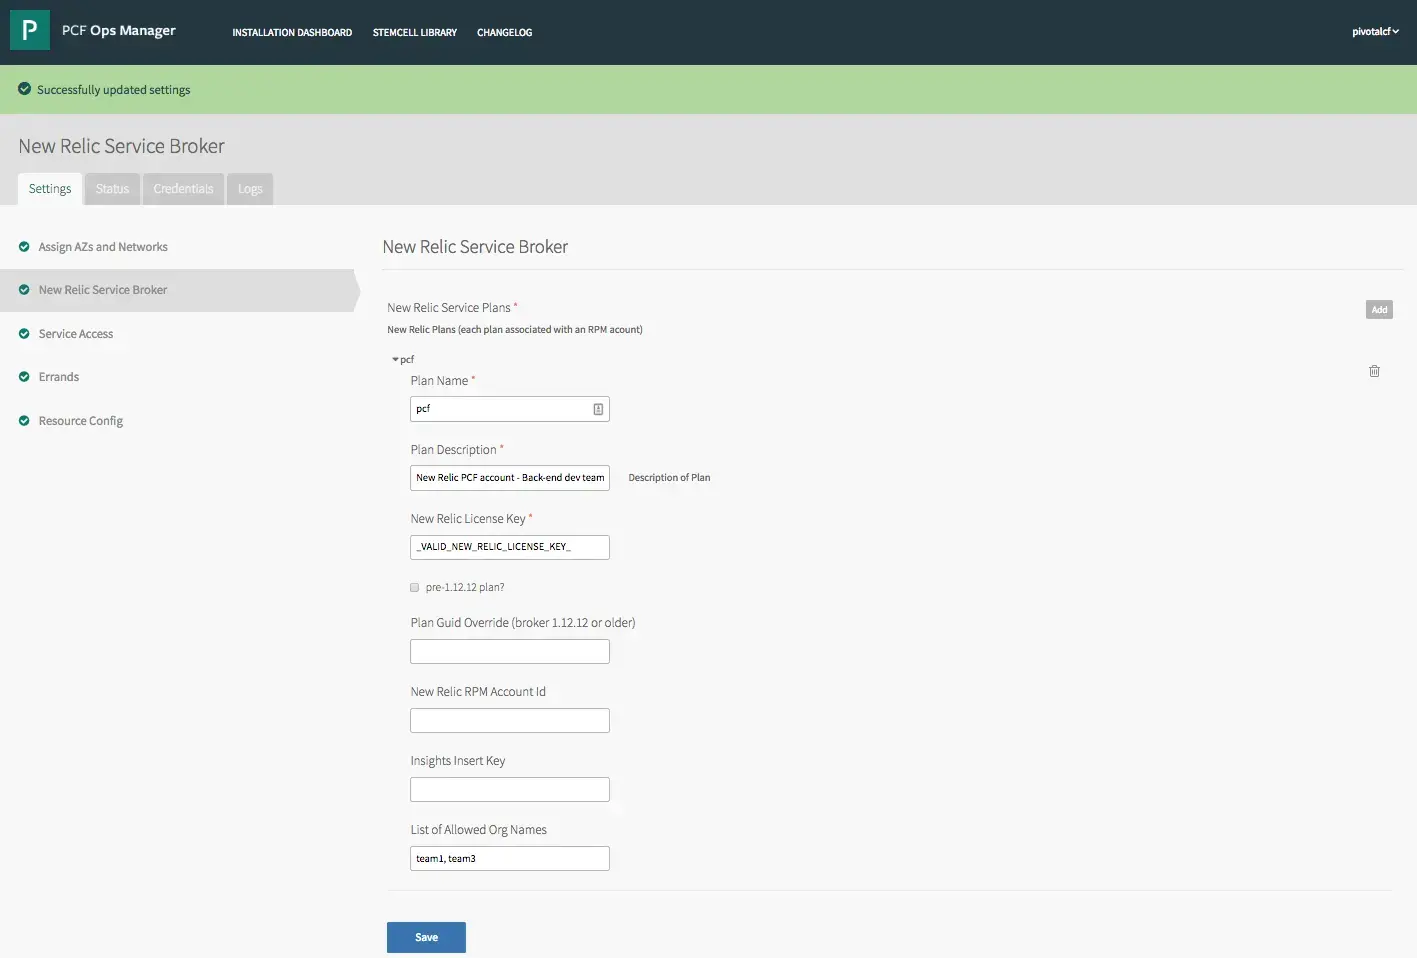 P
PCF Ops Manager
INSTALLATION DASHBOARD
STEMCELL LIBRARY
CHANGELOG
pivotalcf
Successfully updated settings
New Relic Service Broker
Settings
Status
Credentials
Logs
Assign AZs and Networks
New Relic Service Broker
Service Access
Errands
Resource Config
New Relic Service Broker
New Relic Service Plans *
Add
New Relic Plans (each plan associated with an RPM acount)
pcf
Plan Name *
pcf
Plan Description *
New Relic PCF account - Back-end dev team
Description of Plan
New Relic License Key *
_VALID_NEW_RELIC_LICENSE_KEY_
pre-1.12.12 plan?
Plan Guid Override (broker 1.12.12 or older)
New Relic RPM Account Id
Insights Insert Key
List of Allowed Org Names
team1, team3
Save